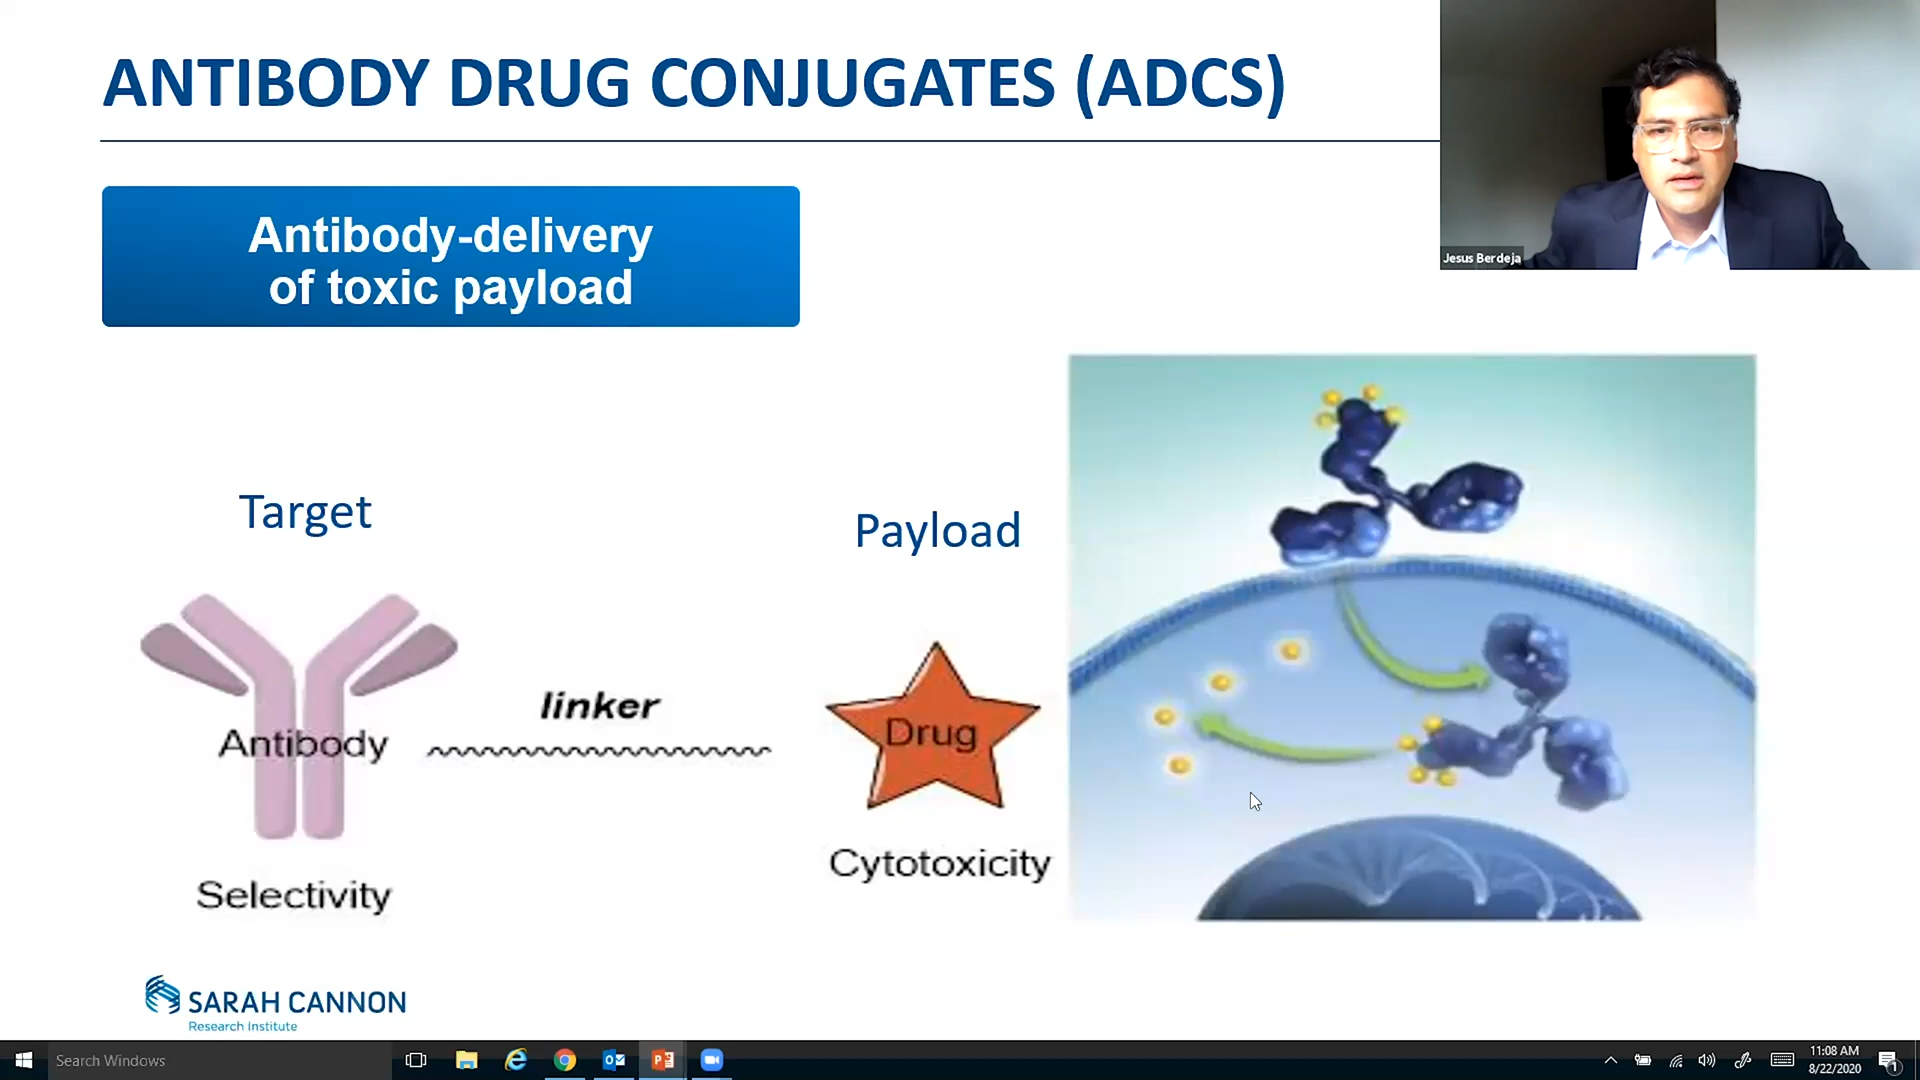 ANTIBODY DRUG CONJUGATES (ADCS)
Jesus Berdeja
Antibody-delivery
of toxic payload
Target
Payload
linker
Antibody
Drug
Selectivity
Cytotoxicity
SARAH CANNON
Research Institute
Search Windows
11:08 AM
8/22/2020
1